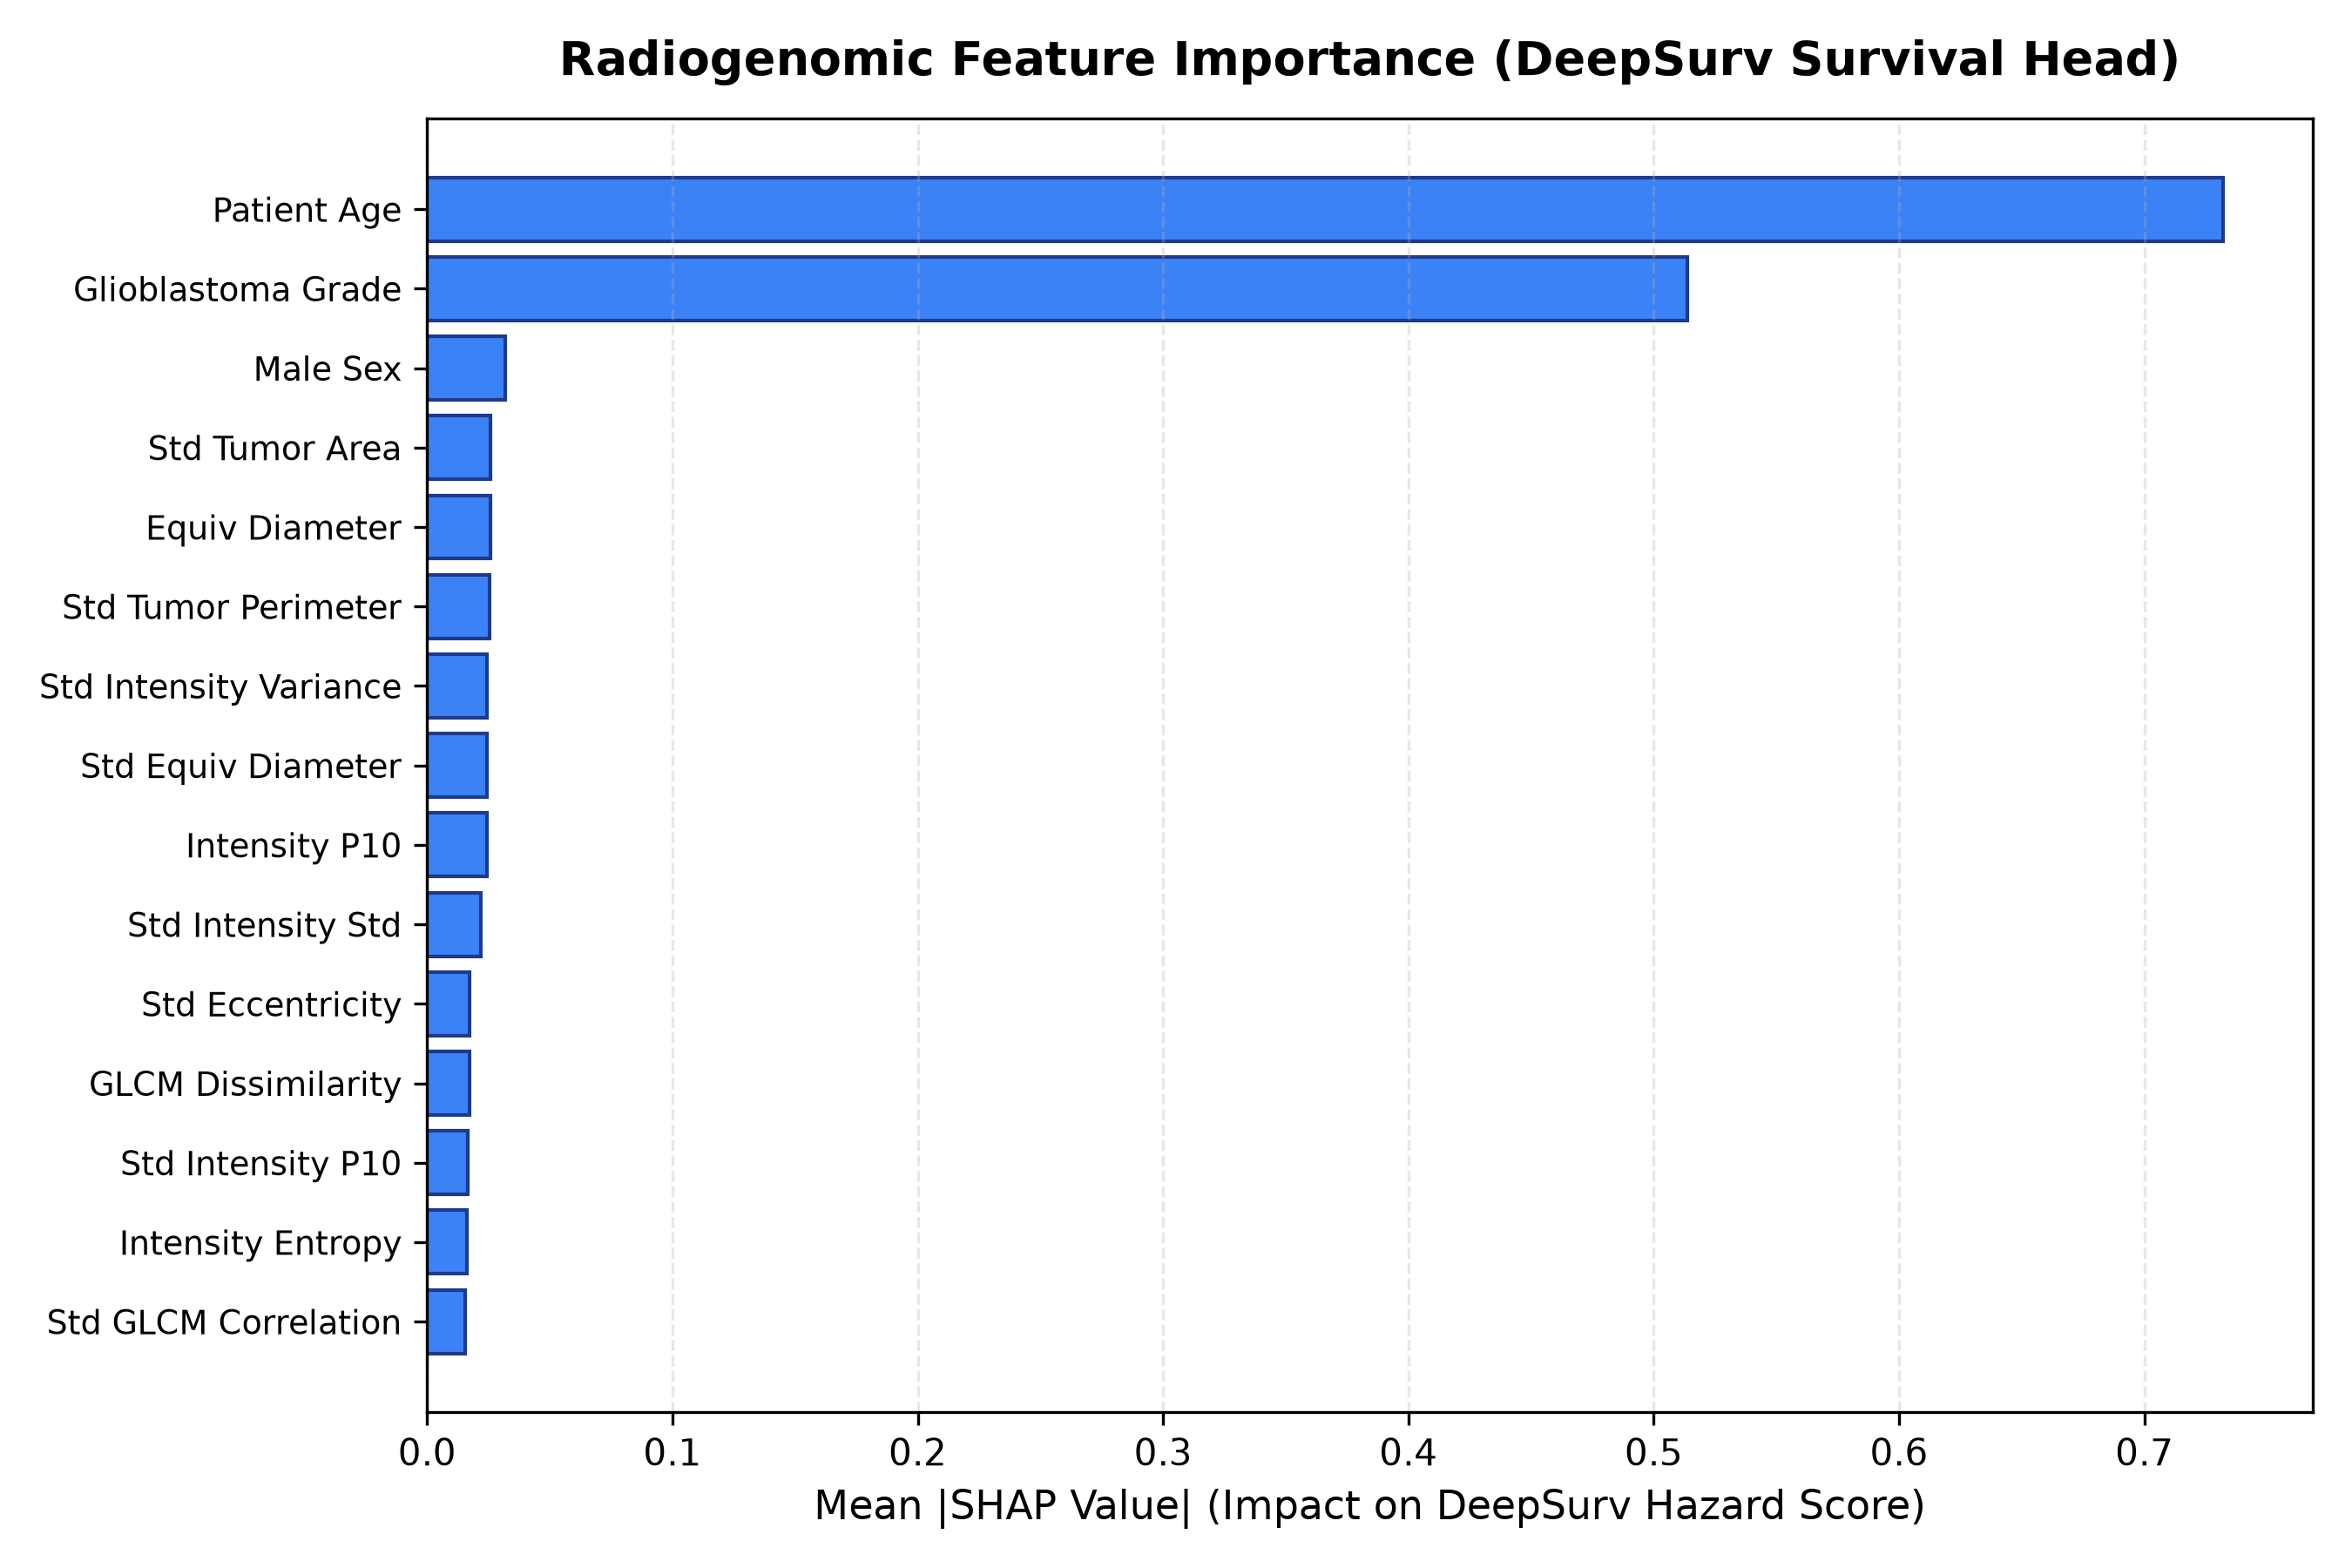 Radiogenomic Feature Importance (DeepSurv Survival Head)
Patient Age
Glioblastoma Grade
Male Sex
Std Tumor Area
Equiv Diameter
Std Tumor Perimeter
Std Intensity Variance
Std Equiv Diameter
Intensity P10
Std Intensity Std
Std Eccentricity
GLCM Dissimilarity
Std Intensity P10
Intensity Entropy
Std GLCM Correlation
0.0 0.1 0.2 0.3 0.4 0.5 0.6 0.7
Mean |SHAP Value| (Impact on DeepSurv Hazard Score)